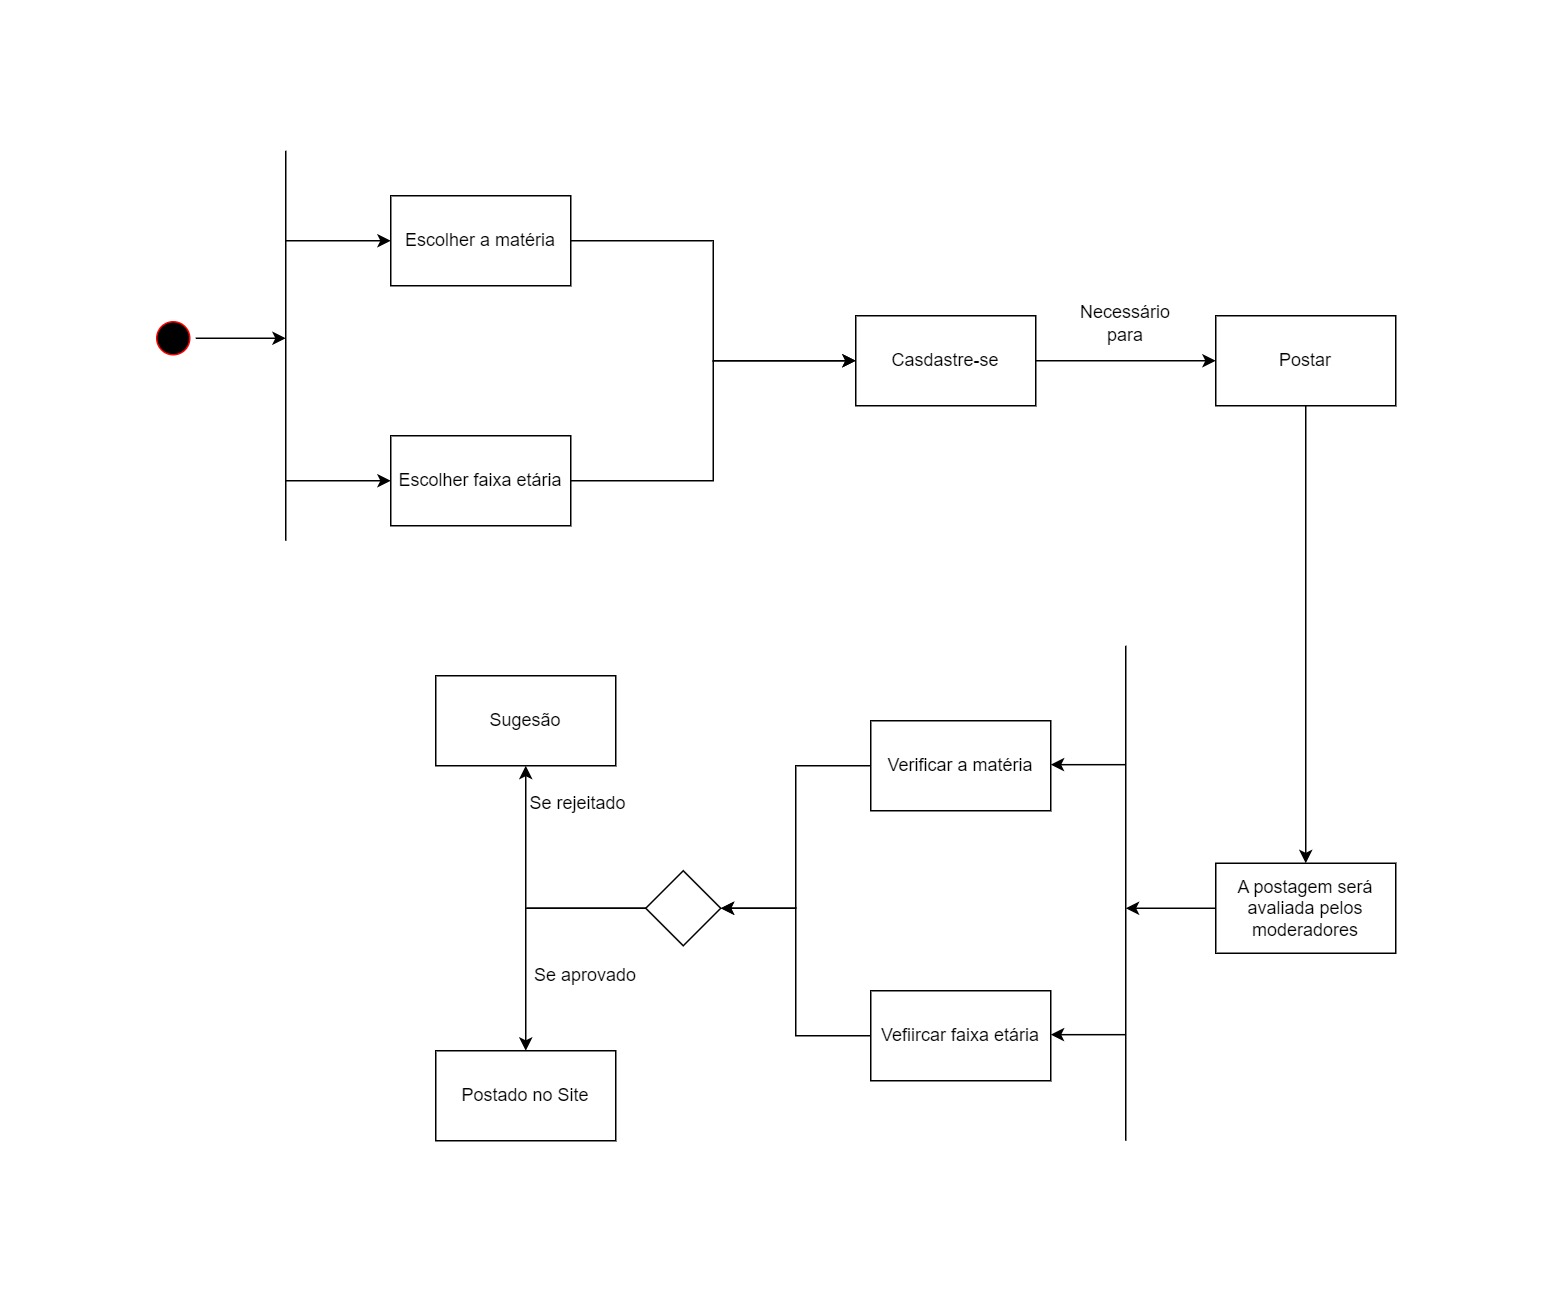 Escolher a matéria
Necessário
para
Casdastre-se
Postar
Escolher faixa etária
Sugesão
Verificar a matéria
Se rejeitado
A postagem será
avaliada pelos
moderadores
Se aprovado
Vefiircar faixa etária
Postado no Site